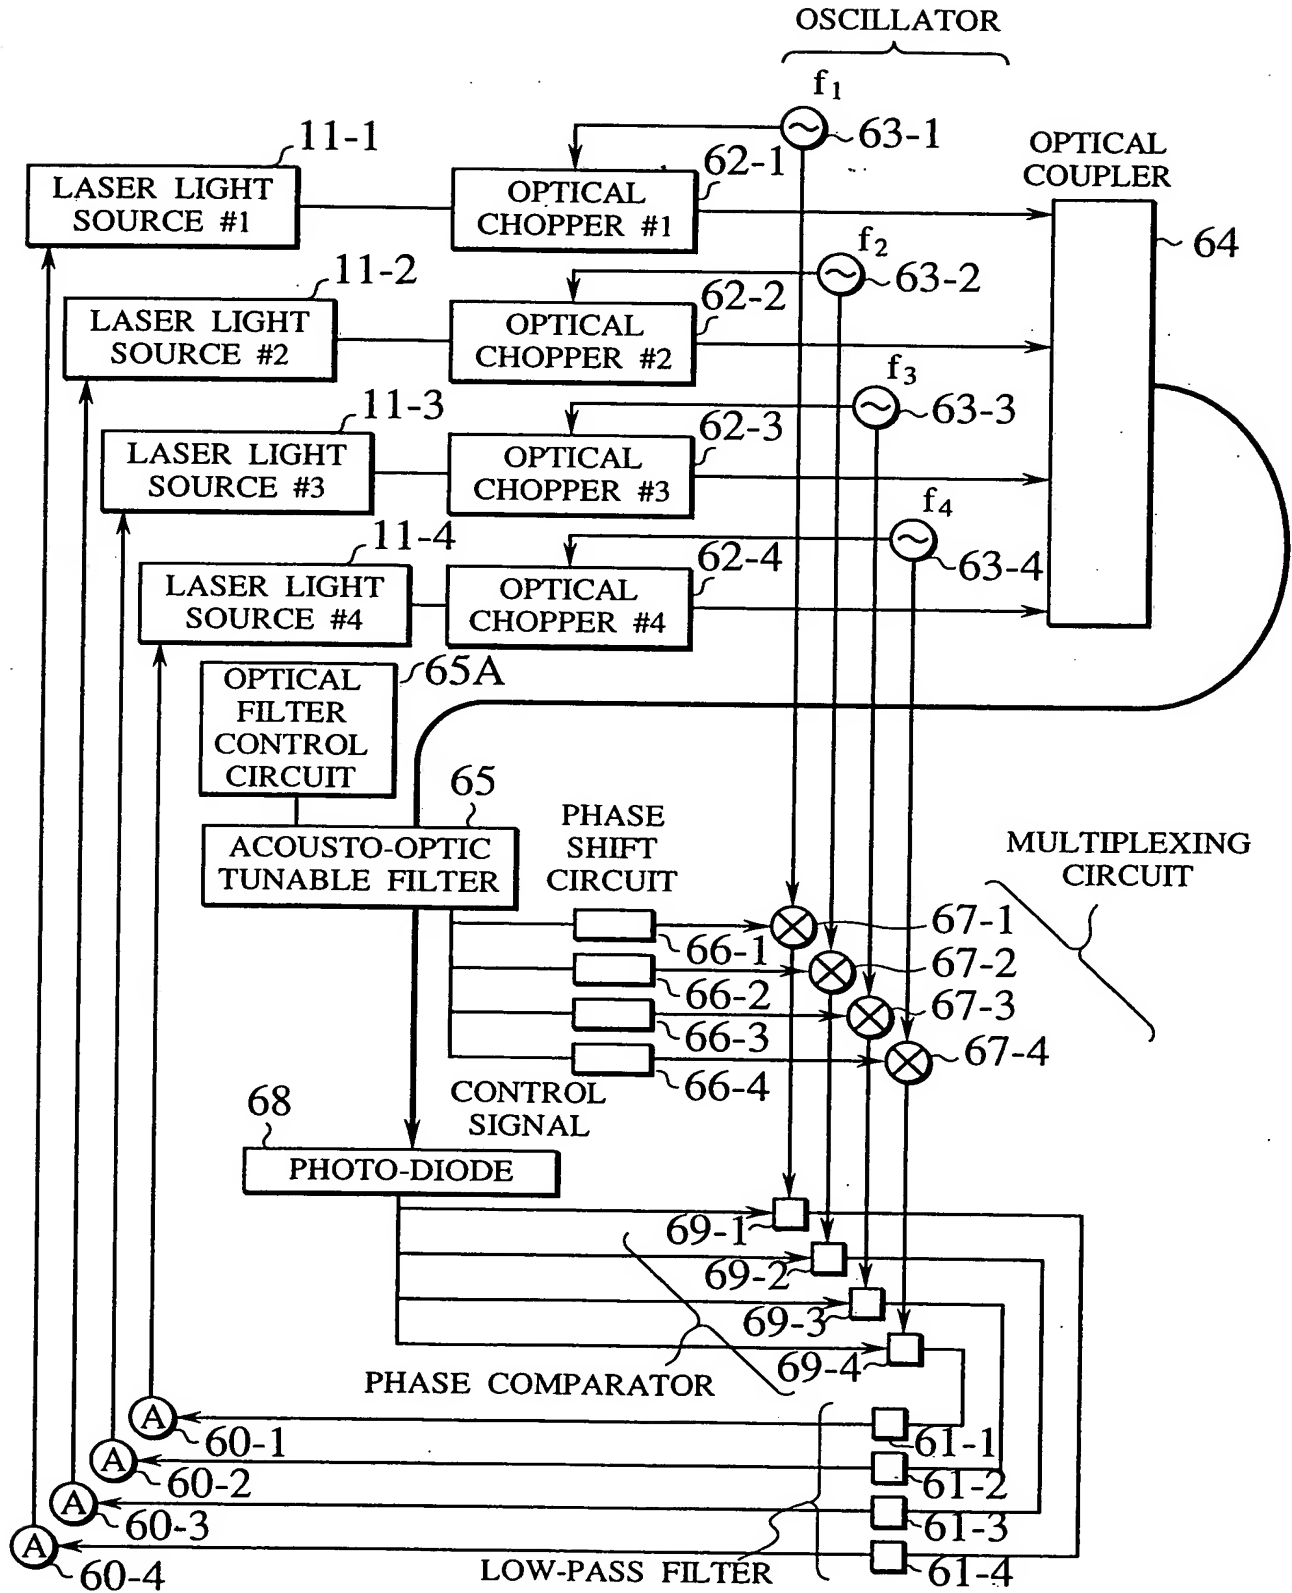 OSCILLATOR
f1
63-1
11-1
62-1
OPTICAL
COUPLER
LASER LIGHT
SOURCE #1
OPTICAL
CHOPPER #1
64
f2
63-2
11-2
62-2
LASER LIGHT
SOURCE #2
OPTICAL
CHOPPER #2
f3
63-3
11-3
62-3
LASER LIGHT
SOURCE #3
OPTICAL
CHOPPER #3
f4
63-4
11-4
62-4
LASER LIGHT
SOURCE #4
OPTICAL
CHOPPER #4
65A
OPTICAL
FILTER
CONTROL
CIRCUIT
65
ACOUSTO-OPTIC
TUNABLE FILTER
PHASE
SHIFT
CIRCUIT
MULTIPLEXING
CIRCUIT
66-1
67-1
66-2
67-2
66-3
67-3
66-4
67-4
CONTROL
SIGNAL
68
PHOTO-DIODE
69-1
69-2
69-3
69-4
PHASE COMPARATOR
A
60-1
61-1
A
60-2
61-2
A
60-3
61-3
A
60-4
61-4
LOW-PASS FILTER